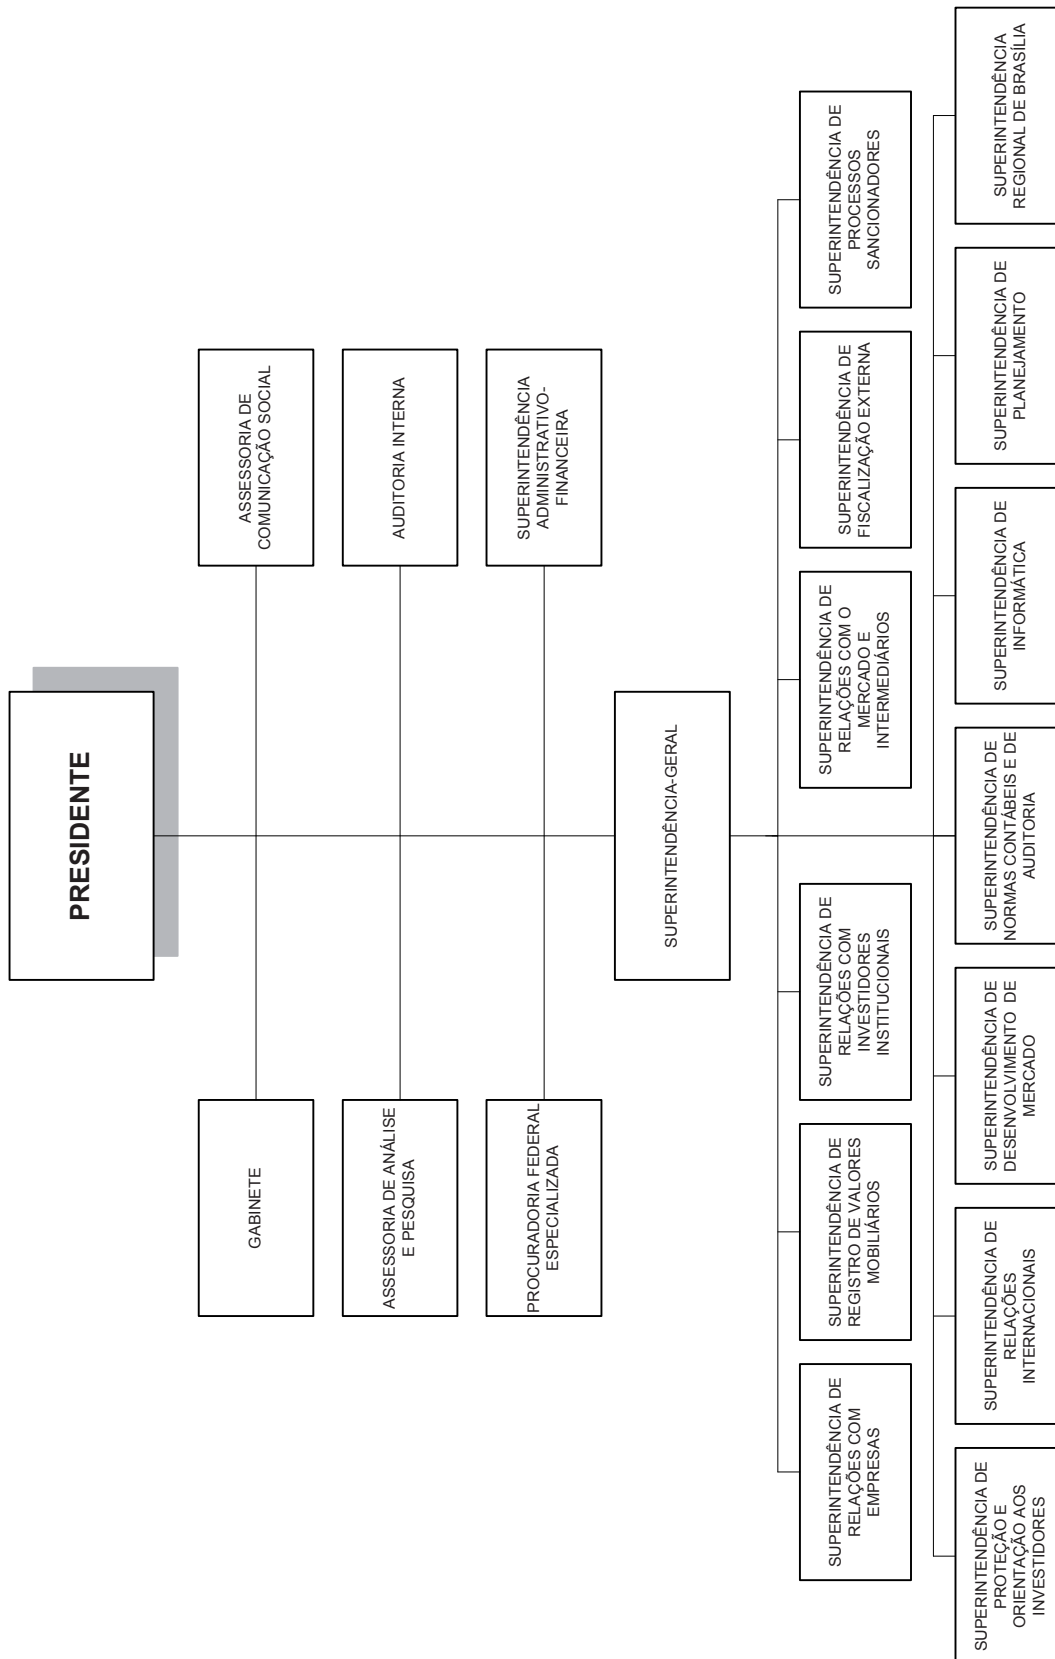 PRESIDENTE
GABINETE
ASSESSORIA DE
COMUNICAÇÃO SOCIAL
ASSESSORIA DE ANÁLISE
E PESQUISA
AUDITORIA INTERNA
PROCURADORIA FEDERAL
ESPECIALIZADA
SUPERINTENDÊNCIA
ADMINISTRATIVO-
FINANCEIRA
SUPERINTENDÊNCIA-GERAL
SUPERINTENDÊNCIA DE
RELAÇÕES COM
EMPRESAS
SUPERINTENDÊNCIA DE
REGISTRO DE VALORES
MOBILIÁRIOS
SUPERINTENDÊNCIA DE
RELAÇÕES COM
INVESTIDORES
INSTITUCIONAIS
SUPERINTENDÊNCIA DE
RELAÇÕES COM O
MERCADO E
INTERMEDIÁRIOS
SUPERINTENDÊNCIA DE
FISCALIZAÇÃO EXTERNA
SUPERINTENDÊNCIA DE
PROCESSOS
SANCIONADORES
SUPERINTENDÊNCIA DE
PROTEÇÃO E
ORIENTAÇÃO AOS
INVESTIDORES
SUPERINTENDÊNCIA DE
RELAÇÕES
INTERNACIONAIS
SUPERINTENDÊNCIA DE
DESENVOLVIMENTO DE
MERCADO
SUPERINTENDÊNCIA DE
NORMAS CONTÁBEIS E DE
AUDITORIA
SUPERINTENDÊNCIA DE
INFORMÁTICA
SUPERINTENDÊNCIA DE
PLANEJAMENTO
SUPERINTENDÊNCIA
REGIONAL DE BRASÍLIA